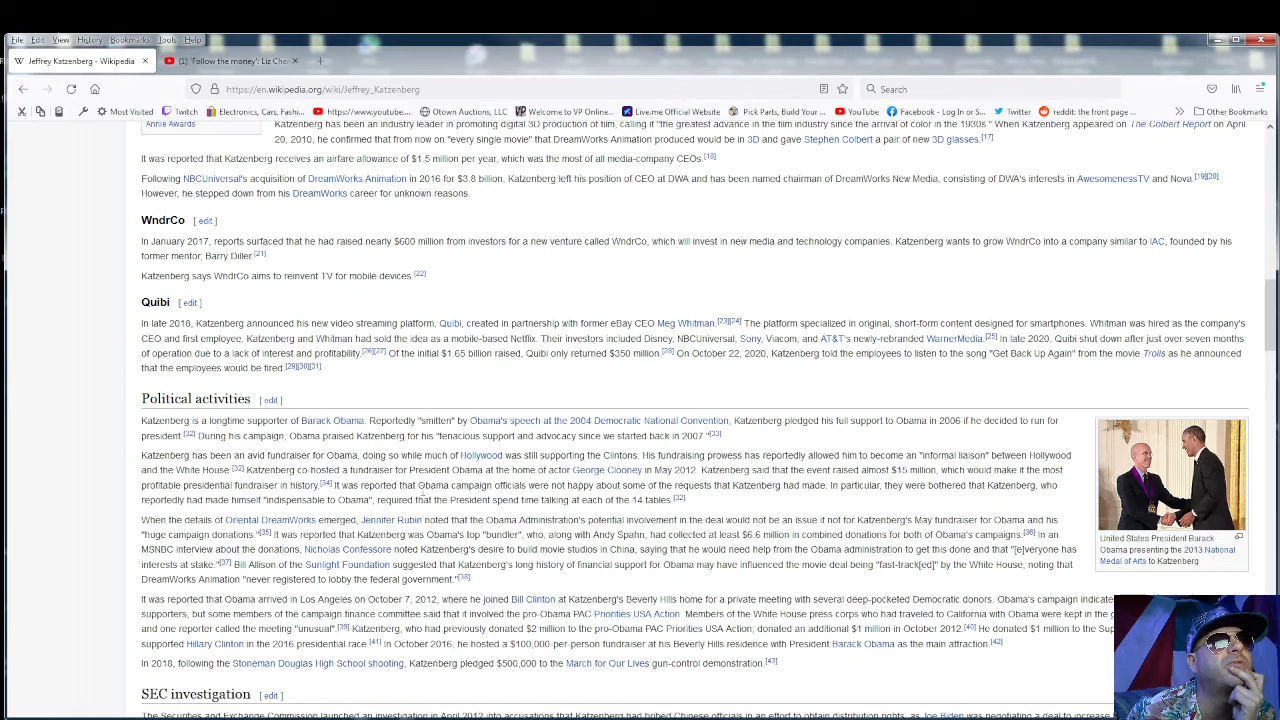 File Edit View History Bookmarks Tools Help
Jeffrey Katzenberg - Wikipedia
(1) 'Follow the money': Liz Che
https://en.wikipedia.org/wiki/Jeffrey_Katzenberg
Search
Most Visited Twitch Electronics, Cars, Fashi... https://www.youtube... Otown Auctions, LLC Welcome to VP Online... Live.me Official Website Pick Parts, Build Your ... YouTube Facebook - Log In or S... Twitter reddit: the front page ... Other Bookmarks
Annie Awards
Katzenberg has been an industry leader in promoting digital 3D production of film, calling it "the greatest advance in the film industry since the arrival of color in the 1930s." When Katzenberg appeared on The Colbert Report on April
20, 2010, he confirmed that from now on "every single movie" that DreamWorks Animation produced would be in 3D and gave Stephen Colbert a pair of new 3D glasses.[17]
It was reported that Katzenberg receives an airfare allowance of $1.5 million per year, which was the most of all media-company CEOs.[18]
Following NBCUniversal's acquisition of DreamWorks Animation in 2016 for $3.8 billion, Katzenberg left his position of CEO at DWA and has been named chairman of DreamWorks New Media, consisting of DWA's interests in AwesomenessTV and Nova.[19][20]
However, he stepped down from his DreamWorks career for unknown reasons.
WndrCo [ edit ]
In January 2017, reports surfaced that he had raised nearly $600 million from investors for a new venture called WndrCo, which will invest in new media and technology companies. Katzenberg wants to grow WndrCo into a company similar to IAC, founded by his
former mentor, Barry Diller.[21]
Katzenberg says WndrCo aims to reinvent TV for mobile devices.[22]
Quibi [ edit ]
In late 2018, Katzenberg announced his new video streaming platform, Quibi, created in partnership with former eBay CEO Meg Whitman.[23][24] The platform specialized in original, short-form content designed for smartphones. Whitman was hired as the company's
CEO and first employee. Katzenberg and Whitman had sold the idea as a mobile-based Netflix. Their investors included Disney, NBCUniversal, Sony, Viacom, and AT&T's newly-rebranded WarnerMedia.[25] In late 2020, Quibi shut down after just over seven months
of operation due to a lack of interest and profitability.[26][27] Of the initial $1.65 billion raised, Quibi only returned $350 million.[28] On October 22, 2020, Katzenberg told the employees to listen to the song "Get Back Up Again" from the movie Trolls as he announced
that the employees would be fired.[29][30][31]
Political activities [ edit ]
Katzenberg is a longtime supporter of Barack Obama. Reportedly "smitten" by Obama's speech at the 2004 Democratic National Convention, Katzenberg pledged his full support to Obama in 2006 if he decided to run for
president.[32] During his campaign, Obama praised Katzenberg for his "tenacious support and advocacy since we started back in 2007 "[33]
Katzenberg has been an avid fundraiser for Obama, doing so while much of Hollywood was still supporting the Clintons. His fundraising prowess has reportedly allowed him to become an "informal liaison" between Hollywood
and the White House [32] Katzenberg co-hosted a fundraiser for President Obama at the home of actor George Clooney in May 2012. Katzenberg said that the event raised almost $15 million, which would make it the most
profitable presidential fundraiser in history.[34] It was reported that Obama campaign officials were not happy about some of the requests that Katzenberg had made. In particular, they were bothered that Katzenberg, who
reportedly had made himself "indispensable to Obama", required that the President spend time talking at each of the 14 tables.[32]
When the details of Oriental DreamWorks emerged, Jennifer Rubin noted that the Obama Administration's potential involvement in the deal would not be an issue if not for Katzenberg's May fundraiser for Obama and his
"huge campaign donations."[35] It was reported that Katzenberg was Obama's top "bundler", who, along with Andy Spahn, had collected at least $6.6 million in combined donations for both of Obama's campaigns.[36] In an
MSNBC interview about the donations, Nicholas Confessore noted Katzenberg's desire to build movie studios in China, saying that he would need help from the Obama administration to get this done and that "[e]veryone has
interests at stake."[37] Bill Allison of the Sunlight Foundation suggested that Katzenberg's long history of financial support for Obama may have influenced the movie deal being "fast-track[ed]" by the White House, noting that
DreamWorks Animation "never registered to lobby the federal government."[38]
United States President Barack
Obama presenting the 2013 National
Medal of Arts to Katzenberg
It was reported that Obama arrived in Los Angeles on October 7, 2012, where he joined Bill Clinton at Katzenberg's Beverly Hills home for a private meeting with several deep-pocketed Democratic donors. Obama's campaign indicate
supporters, but some members of the campaign finance committee said that it involved the pro-Obama PAC Priorities USA Action. Members of the White House press corps who had traveled to California with Obama were kept in the g
and one reporter called the meeting "unusual".[39] Katzenberg, who had previously donated $2 million to the pro-Obama PAC Priorities USA Action, donated an additional $1 million in October 2012.[40] He donated $1 million to the Sup
supported Hillary Clinton in the 2016 presidential race.[41] In October 2016, he hosted a $100,000-per-person fundraiser at his Beverly Hills residence with President Barack Obama as the main attraction.[42]
In 2018, following the Stoneman Douglas High School shooting, Katzenberg pledged $500,000 to the March for Our Lives gun-control demonstration.[43]
SEC investigation [ edit ]
The Securities and Exchange Commission launched an investigation in April 2012 into accusations that Katzenberg had bribed Chinese officials in an effort to obtain distribution rights, as Joe Biden was negotiating a deal to increase